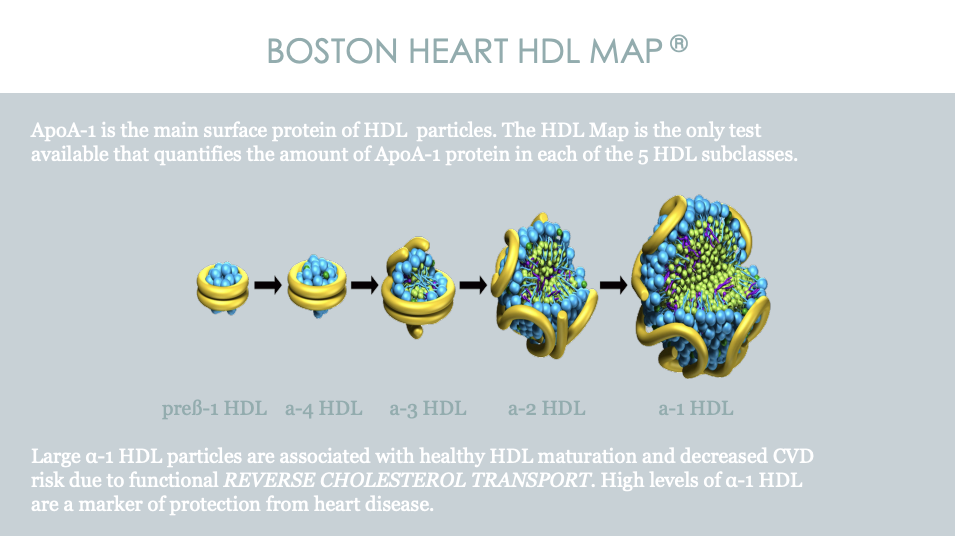 BOSTON HEART HDL MAP ®
ApoA-1 is the main surface protein of HDL particles. The HDL Map is the only test
available that quantifies the amount of ApoA-1 protein in each of the 5 HDL subclasses.
preß-1 HDL a-4 HDL a-3 HDL a-2 HDL a-1 HDL
Large α-1 HDL particles are associated with healthy HDL maturation and decreased CVD
risk due to functional REVERSE CHOLESTEROL TRANSPORT. High levels of α-1 HDL
are a marker of protection from heart disease.